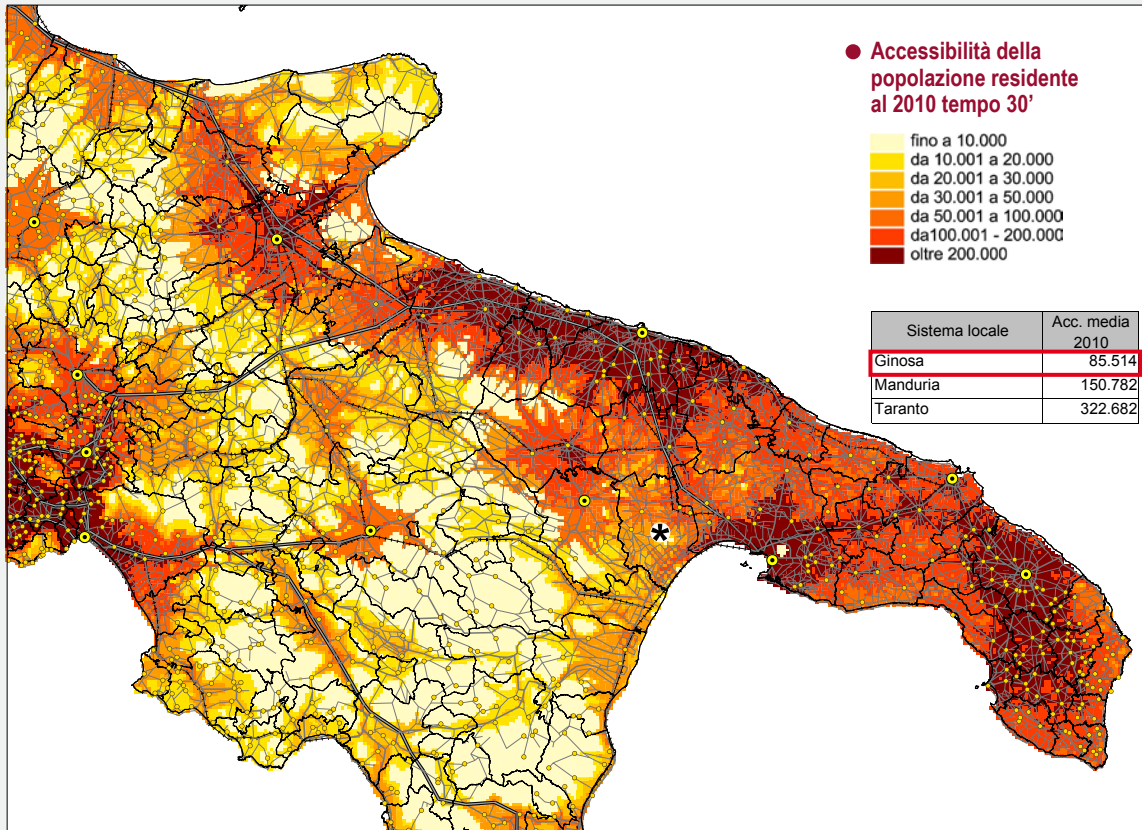 ● Accessibilità della
popolazione residente
al 2010 tempo 30’
fino a 10.000
da 10.001 a 20.000
da 20.001 a 30.000
da 30.001 a 50.000
da 50.001 a 100.000
da100.001 - 200.000
oltre 200.000
Sistema locale Acc. media 2010
Ginosa 85.514
Manduria 150.782
Taranto 322.682
*